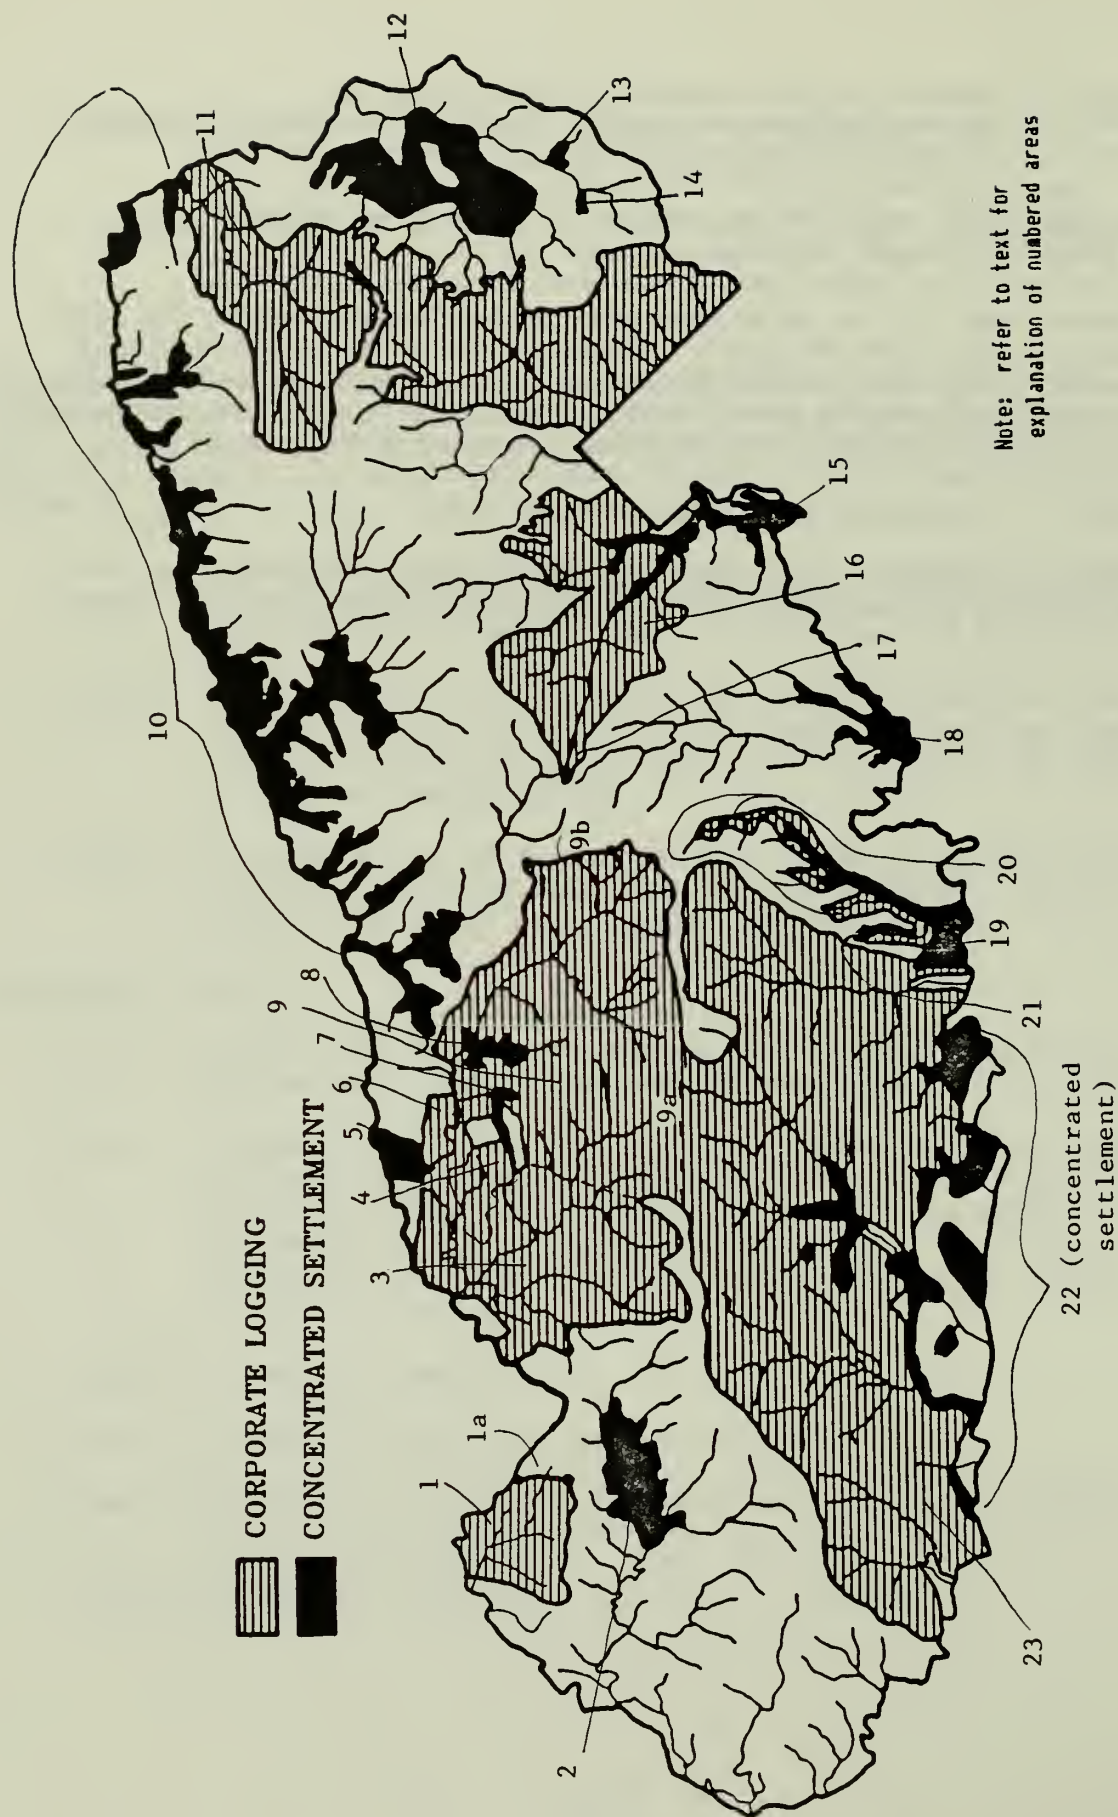 CORPORATE LOGGING
CONCENTRATED SETTLEMENT
1
1a
2
3
4
5
6
7
9
8
9a
9b
10
11
12
13
14
15
16
17
18
19
20
21
22 (concentrated
settlement)
23
Note: refer to text for
explanation of numbered areas